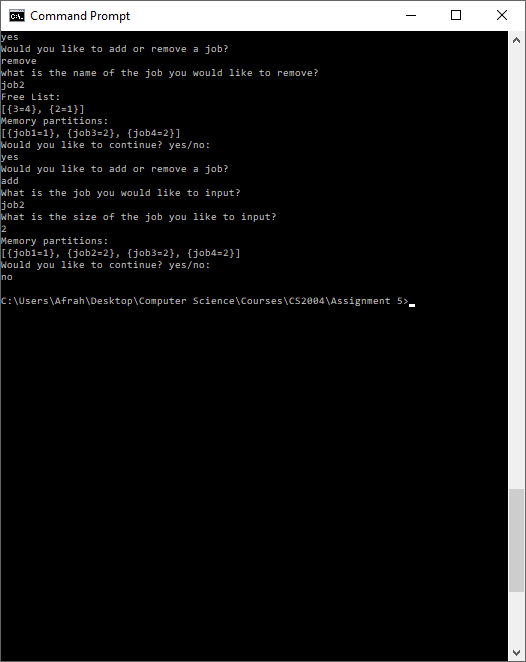 Command Prompt
yes
Would you like to add or remove a job?
remove
what is the name of the job you would like to remove?
job2
Free List:
[{3=4}, {2=1}]
Memory partitions:
[{job1=1}, {job3=2}, {job4=2}]
Would you like to continue? yes/no:
yes
Would you like to add or remove a job?
add
What is the job you would like to input?
job2
What is the size of the job you like to input?
2
Memory partitions:
[{job1=1}, {job2=2}, {job3=2}, {job4=2}]
Would you like to continue? yes/no:
no
C:\Users\Afrah\Desktop\Computer Science\Courses\CS2004\Assignment 5>